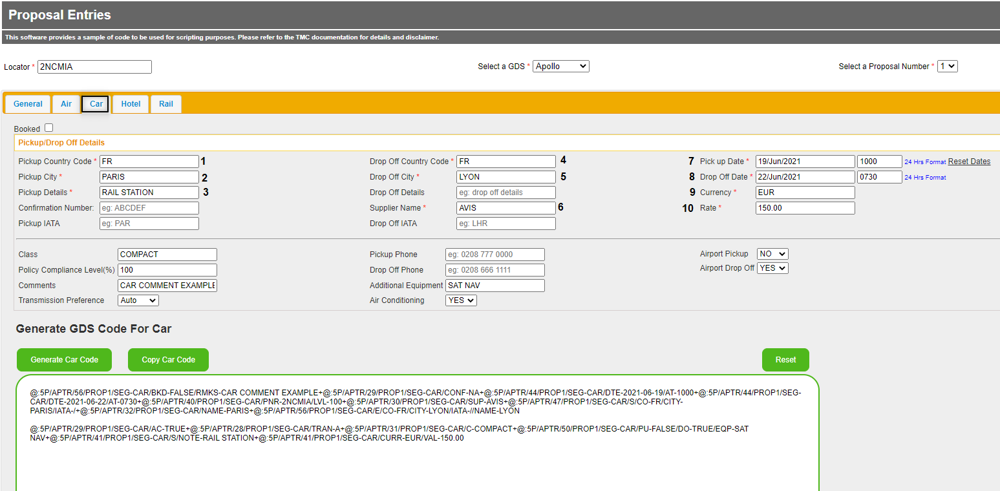 Proposal Entries
This software provides a sample of code to be used for scripting purposes. Please refer to the TMC documentation for details and disclaimer.
Locator * 2NCMIA Select a GDS * Apollo Select a Proposal Number * 1
General Air Car Hotel Rail
Booked
Pickup/Drop Off Details
Pickup Country Code * FR 1 Drop Off Country Code * FR 4 7 Pick up Date * 19/Jun/2021 1000 24 Hrs Format Reset Dates
Pickup City * PARIS 2 Drop Off City * LYON 5 8 Drop Off Date * 22/Jun/2021 0730 24 Hrs Format
Pickup Details * RAIL STATION 3 Drop Off Details eg: drop off details 9 Currency * EUR
Confirmation Number: eg: ABCDEF Supplier Name * AVIS 6 10 Rate * 150.00
Pickup IATA eg: PAR Drop Off IATA eg: LHR
Class COMPACT Pickup Phone eg: 0208 777 0000 Airport Pickup NO
Policy Compliance Level(%) 100 Drop Off Phone eg: 0208 666 1111 Airport Drop Off YES
Comments CAR COMMENT EXAMPLE Additional Equipment SAT NAV
Transmission Preference Auto Air Conditioning YES
Generate GDS Code For Car
Generate Car Code Copy Car Code Reset
@:5P/APTR/56/PROP1/SEG-CAR/BKD-FALSE/RMKS-CAR COMMENT EXAMPLE+@:5P/APTR/29/PROP1/SEG-CAR/CONF-NA+@:5P/APTR/44/PROP1/SEG-CAR/DTE-2021-06-19/AT-1000+@:5P/APTR/44/PROP1/SEG-
CAR/DTE-2021-06-22/AT-0730+@:5P/APTR/40/PROP1/SEG-CAR/PNR-2NCMIA/LVL-100+@:5P/APTR/30/PROP1/SEG-CAR/SUP-AVIS+@:5P/APTR/47/PROP1/SEG-CAR/S/CO-FR/CITY-
PARIS/IATA-/+@:5P/APTR/32/PROP1/SEG-CAR/NAME-PARIS+@:5P/APTR/56/PROP1/SEG-CAR/E/CO-FR/CITY-LYON/IATA-//NAME-LYON
@:5P/APTR/29/PROP1/SEG-CAR/AC-TRUE+@:5P/APTR/28/PROP1/SEG-CAR/TRAN-A+@:5P/APTR/31/PROP1/SEG-CAR/C-COMPACT+@:5P/APTR/50/PROP1/SEG-CAR/PU-FALSE/DO-TRUE/EQP-SAT
NAV+@:5P/APTR/41/PROP1/SEG-CAR/S/NOTE-RAIL STATION+@:5P/APTR/41/PROP1/SEG-CAR/CURR-EUR/VAL-150.00